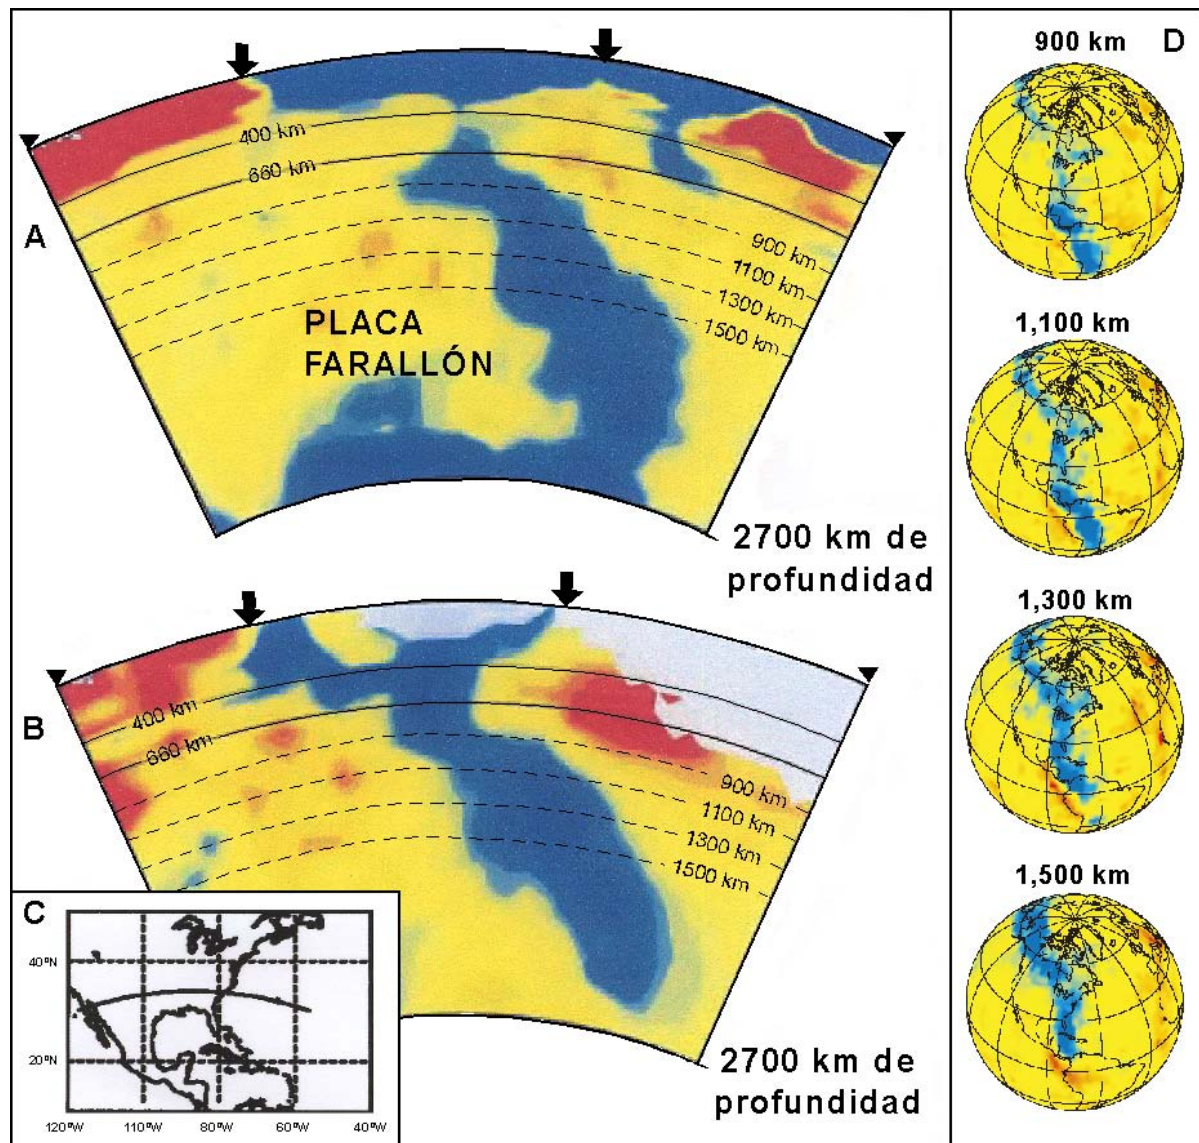 A
400 km
660 km
900 km
1100 km
1300 km
1500 km
PLACA
FARALLÓN
2700 km de
profundidad
B
400 km
660 km
900 km
1100 km
1300 km
1500 km
2700 km de
profundidad
C
40ºN
20ºN
120ºW
100ºW
80ºW
60ºW
40ºW
D
900 km
1,100 km
1,300 km
1,500 km